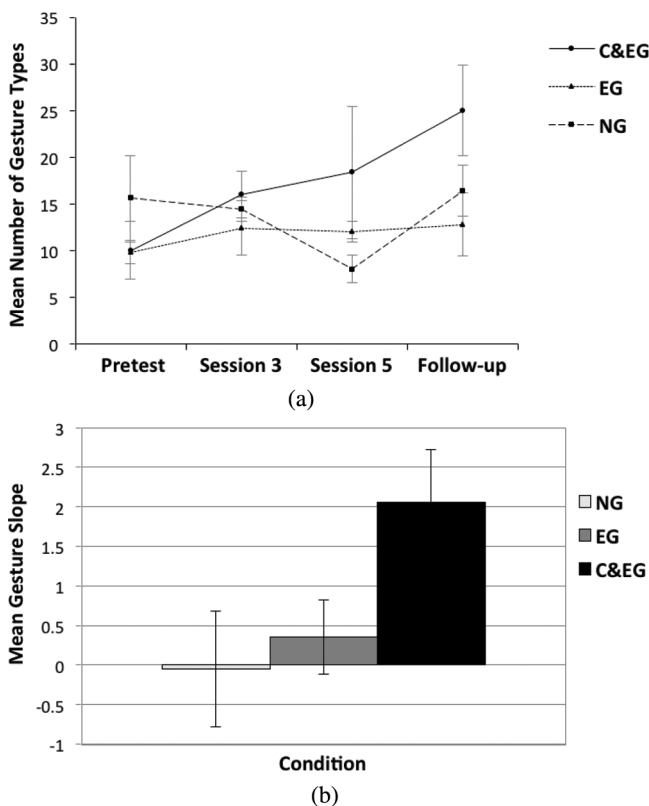 35
30
25
20
15
10
5
0
Mean Number of Gesture Types
Pretest Session 3 Session 5 Follow-up
C&EG
EG
NG
(a)
3
2.5
2
1.5
1
0.5
0
-0.5
-1
Mean Gesture Slope
Condition
NG
EG
C&EG
(b)